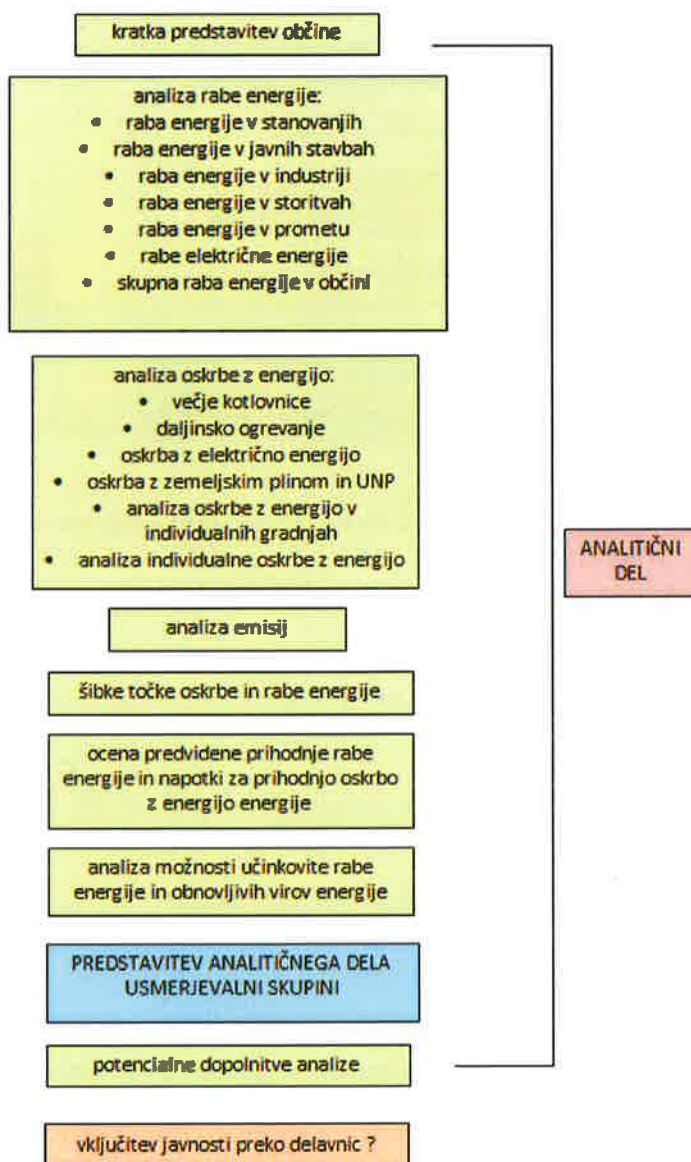 kratka predstavitev občine
analiza rabe energije:
• raba energije v stanovanjih
• raba energije v javnih stavbah
• raba energije v industriji
• raba energije v storitvah
• raba energije v prometu
• rabe električne energije
• skupna raba energije v občini
analiza oskrbe z energijo:
• večje kotlovnice
• daljinsko ogrevanje
• oskrba z električno energijo
• oskrba z zemeljskim plinom in UNP
• analiza oskrbe z energijo v
individualnih gradnjah
• analiza individualne oskrbe z energijo
ANALITIČNI
DEL
analiza emisij
šibke točke oskrbe in rabe energije
ocena predvidene prihodnje rabe
energije in napotki za prihodnjo oskrbo
z energijo energije
analiza možnosti učinkovite rabe
energije in obnovljivih virov energije
PREDSTAVITEV ANALITIČNEGA DELA
USMERJEVALNI SKUPINI
potencialne dopolnitve analize
vključitev javnosti preko delavnic ?